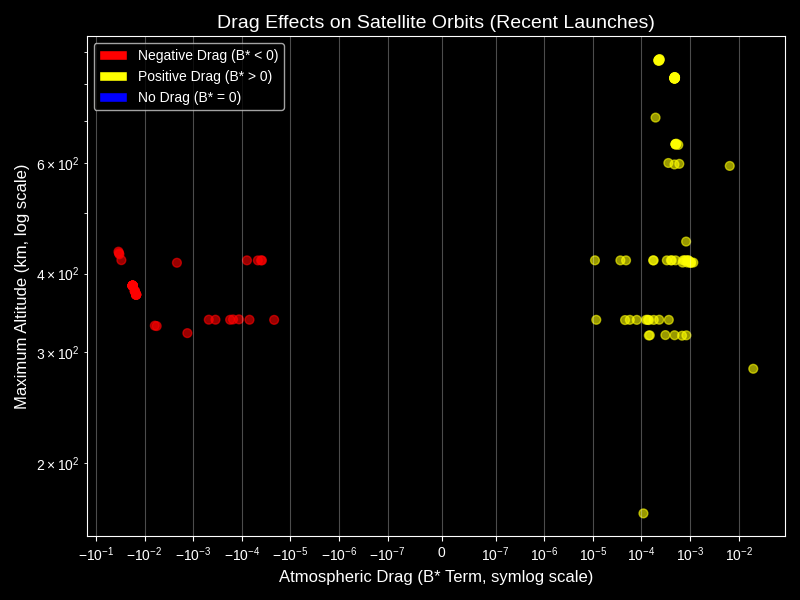 Drag Effects on Satellite Orbits (Recent Launches)
Negative Drag (B* < 0)
Positive Drag (B* > 0)
No Drag (B* = 0)
Maximum Altitude (km, log scale)
6 × 10²
4 × 10²
3 × 10²
2 × 10²
−10⁻¹ −10⁻² −10⁻³ −10⁻⁴ −10⁻⁵ −10⁻⁶ −10⁻⁷ 0 10⁻⁷ 10⁻⁶ 10⁻⁵ 10⁻⁴ 10⁻³ 10⁻²
Atmospheric Drag (B* Term, symlog scale)